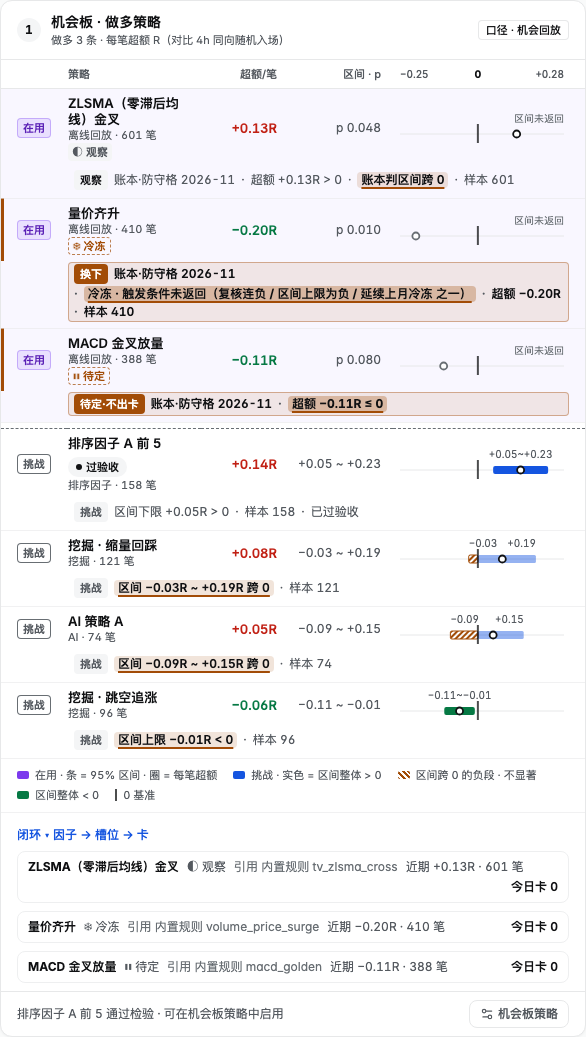 1
机会板 · 做多策略
做多 3 条 · 每笔超额 R（对比 4h 同向随机入场）
口径 · 机会回放
策略 超额/笔 区间 · p −0.25 0 +0.28
在用
ZLSMA（零滞后均线）金叉
离线回放 · 601 笔
观察
+0.13R
p 0.048
区间未返回
观察 账本·防守格 2026-11 · 超额 +0.13R > 0 · 账本判区间跨 0 · 样本 601
在用
量价齐升
离线回放 · 410 笔
❄ 冷冻
−0.20R
p 0.010
区间未返回
换下 账本·防守格 2026-11
· 冷冻 · 触发条件未返回（复核连负 / 区间上限为负 / 延续上月冷冻 之一） · 超额 −0.20R
· 样本 410
在用
MACD 金叉放量
离线回放 · 388 笔
待定
−0.11R
p 0.080
区间未返回
待定·不出卡 账本·防守格 2026-11 · 超额 −0.11R ≤ 0
挑战
排序因子 A 前 5
过验收
排序因子 · 158 笔
+0.14R
+0.05 ~ +0.23
+0.05~+0.23
挑战 区间下限 +0.05R > 0 · 样本 158 · 已过验收
挑战
挖掘 · 缩量回踩
挖掘 · 121 笔
+0.08R
−0.03 ~ +0.19
−0.03 +0.19
挑战 区间 −0.03R ~ +0.19R 跨 0 · 样本 121
挑战
AI 策略 A
AI · 74 笔
+0.05R
−0.09 ~ +0.15
−0.09 +0.15
挑战 区间 −0.09R ~ +0.15R 跨 0 · 样本 74
挑战
挖掘 · 跳空追涨
挖掘 · 96 笔
−0.06R
−0.11 ~ −0.01
−0.11~−0.01
挑战 区间上限 −0.01R < 0 · 样本 96
在用 · 条 = 95% 区间 · 圈 = 每笔超额 挑战 · 实色 = 区间整体 > 0 区间跨 0 的负段 · 不显著
区间整体 < 0 0 基准
闭环 · 因子 → 槽位 → 卡
ZLSMA（零滞后均线）金叉 观察 引用 内置规则 tv_zlsma_cross 近期 +0.13R · 601 笔
今日卡 0
量价齐升 ❄ 冷冻 引用 内置规则 volume_price_surge 近期 −0.20R · 410 笔 今日卡 0
MACD 金叉放量 待定 引用 内置规则 macd_golden 近期 −0.11R · 388 笔 今日卡 0
排序因子 A 前 5 通过检验 · 可在机会板策略中启用
机会板策略